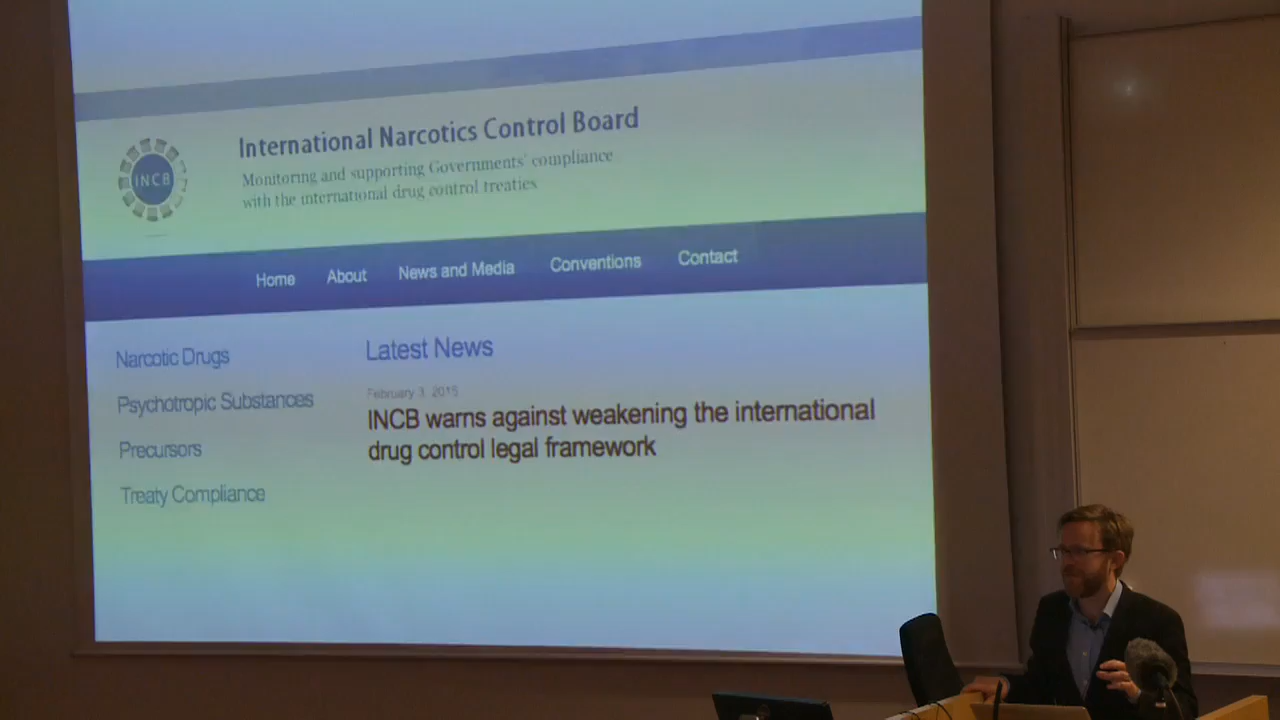 International Narcotics Control Board
Monitoring and supporting Governments' compliance
with the international drug control treaties
INCB
Home About News and Media Conventions Contact
Narcotic Drugs
Psychotropic Substances
Precursors
Treaty Compliance
Latest News
February 3, 2015
INCB warns against weakening the international
drug control legal framework